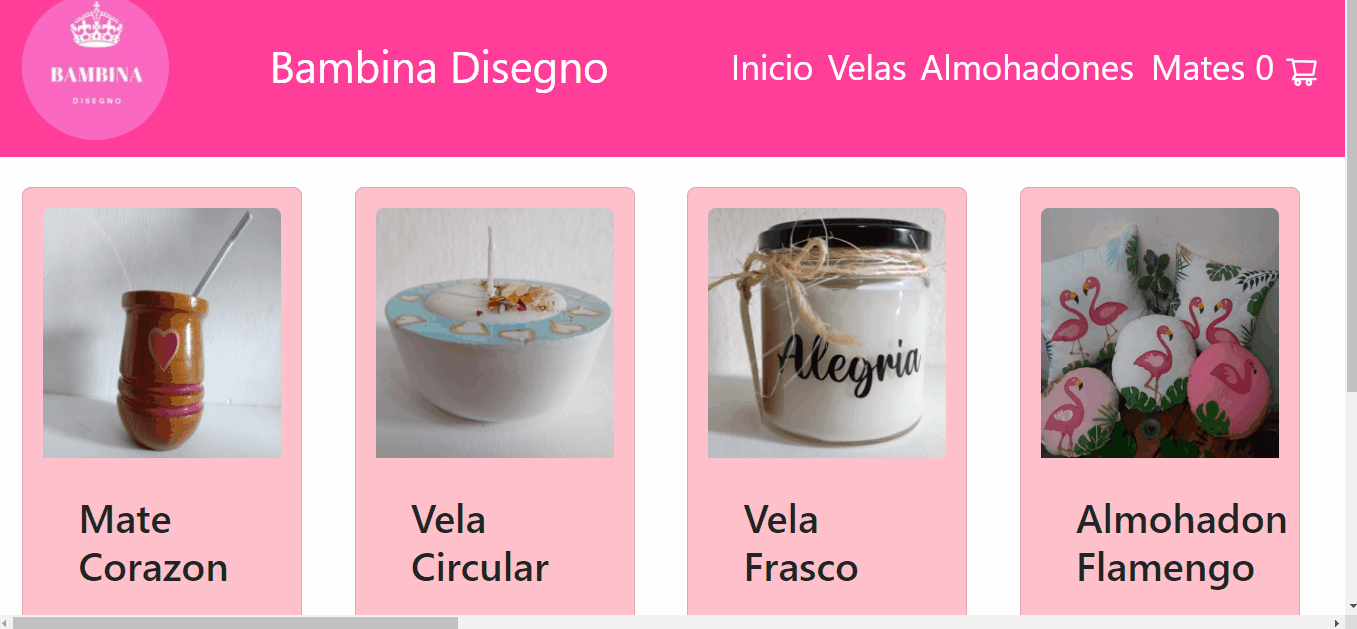 BAMBINA
DISEGNO
Bambina Disegno
Inicio Velas Almohadones Mates 0
Alegria
Mate
Corazon
Vela
Circular
Vela
Frasco
Almohadon
Flamengo